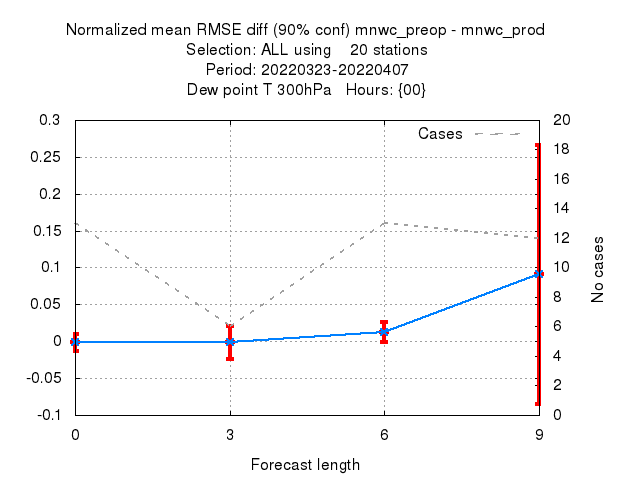 Normalized mean RMSE diff (90% conf) mnwc_preop - mnwc_prod
Selection: ALL using 20 stations
Period: 20220323-20220407
Dew point T 300hPa Hours: {00}
Cases
0.3
0.25
0.2
0.15
0.1
0.05
0
-0.05
-0.1
20
18
16
14
12
10
8
6
4
2
0
No cases
0 3 6 9
Forecast length